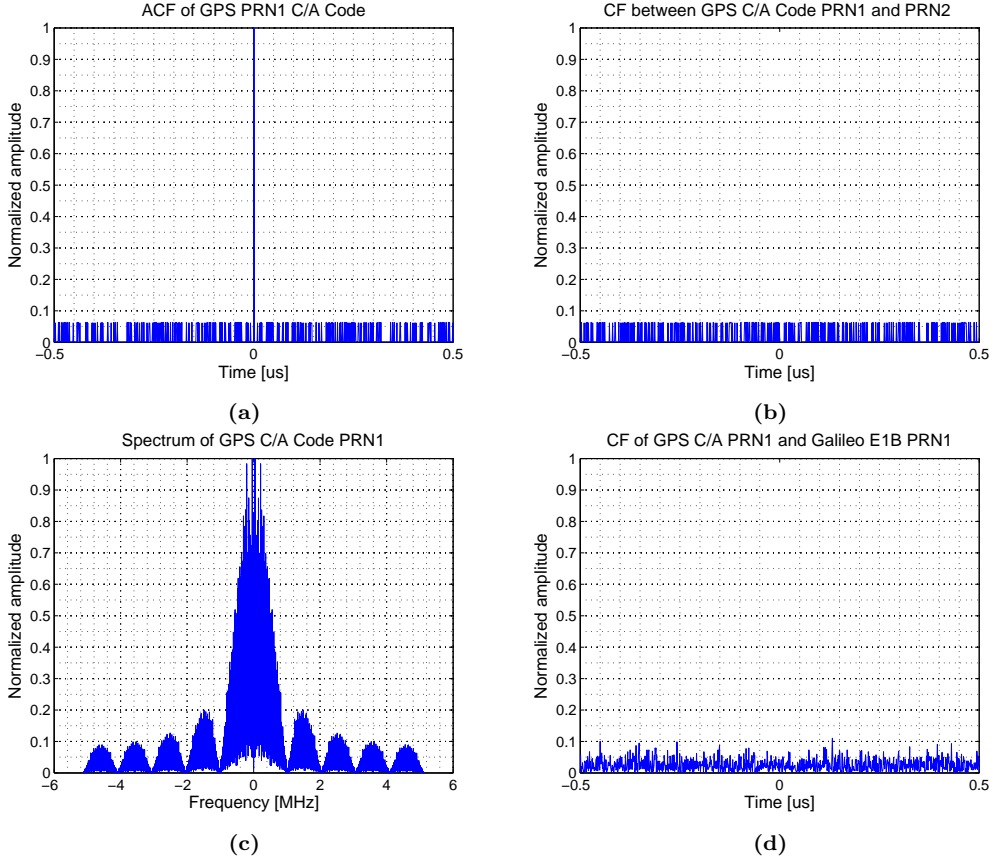 ACF of GPS PRN1 C/A Code
Normalized amplitude
1
0.9
0.8
0.7
0.6
0.5
0.4
0.3
0.2
0.1
0
−0.5 0 0.5
Time [us]
(a)
CF between GPS C/A Code PRN1 and PRN2
Normalized amplitude
1
0.9
0.8
0.7
0.6
0.5
0.4
0.3
0.2
0.1
0
−0.5 0 0.5
Time [us]
(b)
Spectrum of GPS C/A Code PRN1
Normalized amplitude
1
0.9
0.8
0.7
0.6
0.5
0.4
0.3
0.2
0.1
0
−6 −4 −2 0 2 4 6
Frequency [MHz]
(c)
CF of GPS C/A PRN1 and Galileo E1B PRN1
Normalized amplitude
1
0.9
0.8
0.7
0.6
0.5
0.4
0.3
0.2
0.1
0
−0.5 0 0.5
Time [us]
(d)